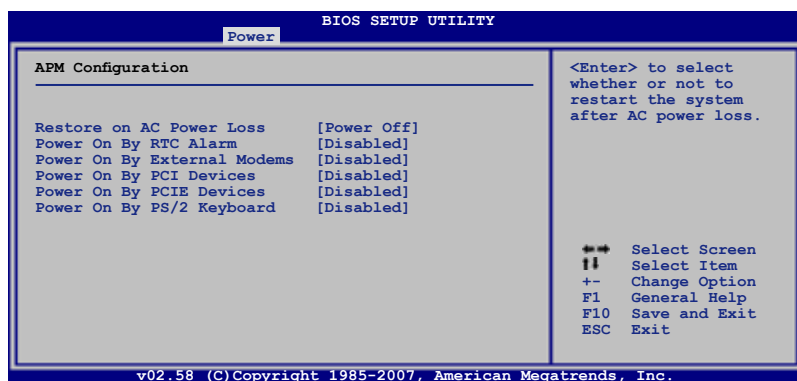 BIOS SETUP UTILITY
Power
APM Configuration
Restore on AC Power Loss [Power Off]
Power On By RTC Alarm [Disabled]
Power On By External Modems [Disabled]
Power On By PCI Devices [Disabled]
Power On By PCIE Devices [Disabled]
Power On By PS/2 Keyboard [Disabled]
<Enter> to select
whether or not to
restart the system
after AC power loss.
Select Screen
Select Item
+- Change Option
F1 General Help
F10 Save and Exit
ESC Exit
v02.58 (C)Copyright 1985-2007, American Megatrends, Inc.